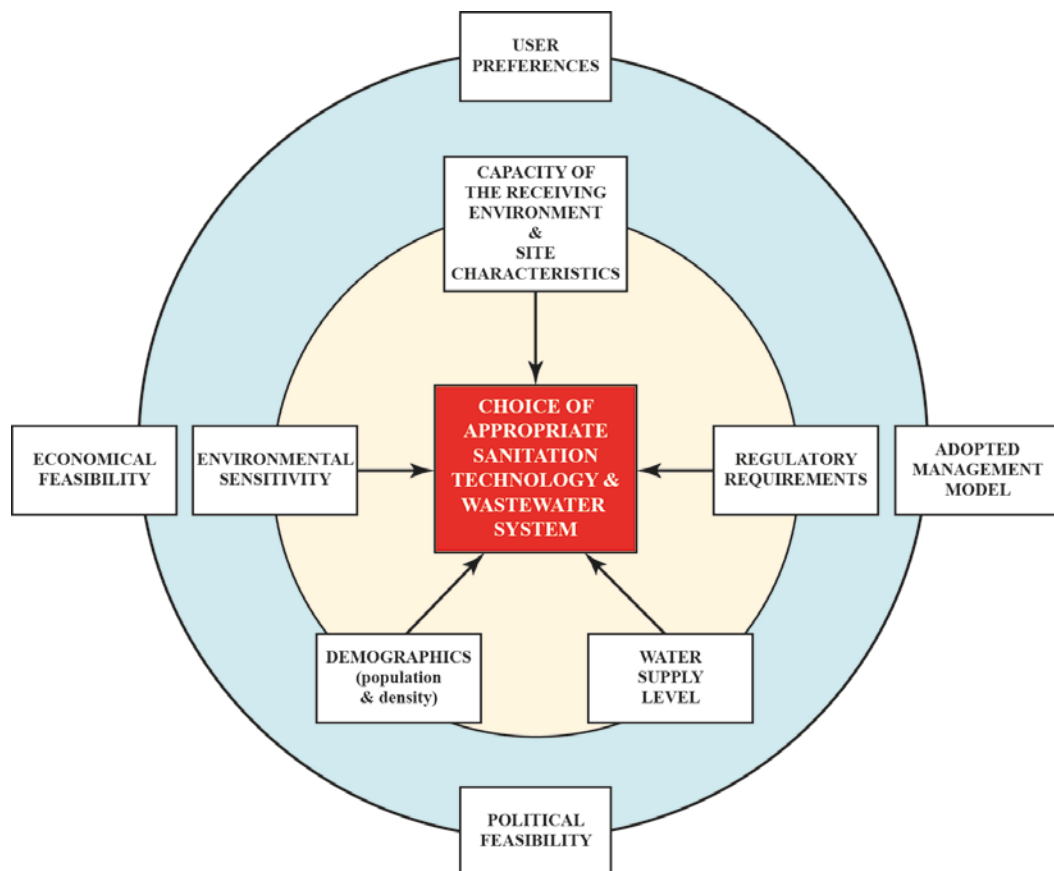 USER
PREFERENCES
CAPACITY OF
THE RECEIVING
ENVIRONMENT
&
SITE
CHARACTERISTICS
ECONOMICAL
FEASIBILITY
ENVIRONMENTAL
SENSITIVITY
CHOICE OF
APPROPRIATE
SANITATION
TECHNOLOGY &
WASTEWATER
SYSTEM
REGULATORY
REQUIREMENTS
ADOPTED
MANAGEMENT
MODEL
DEMOGRAPHICS
(population
& density)
WATER
SUPPLY
LEVEL
POLITICAL
FEASIBILITY